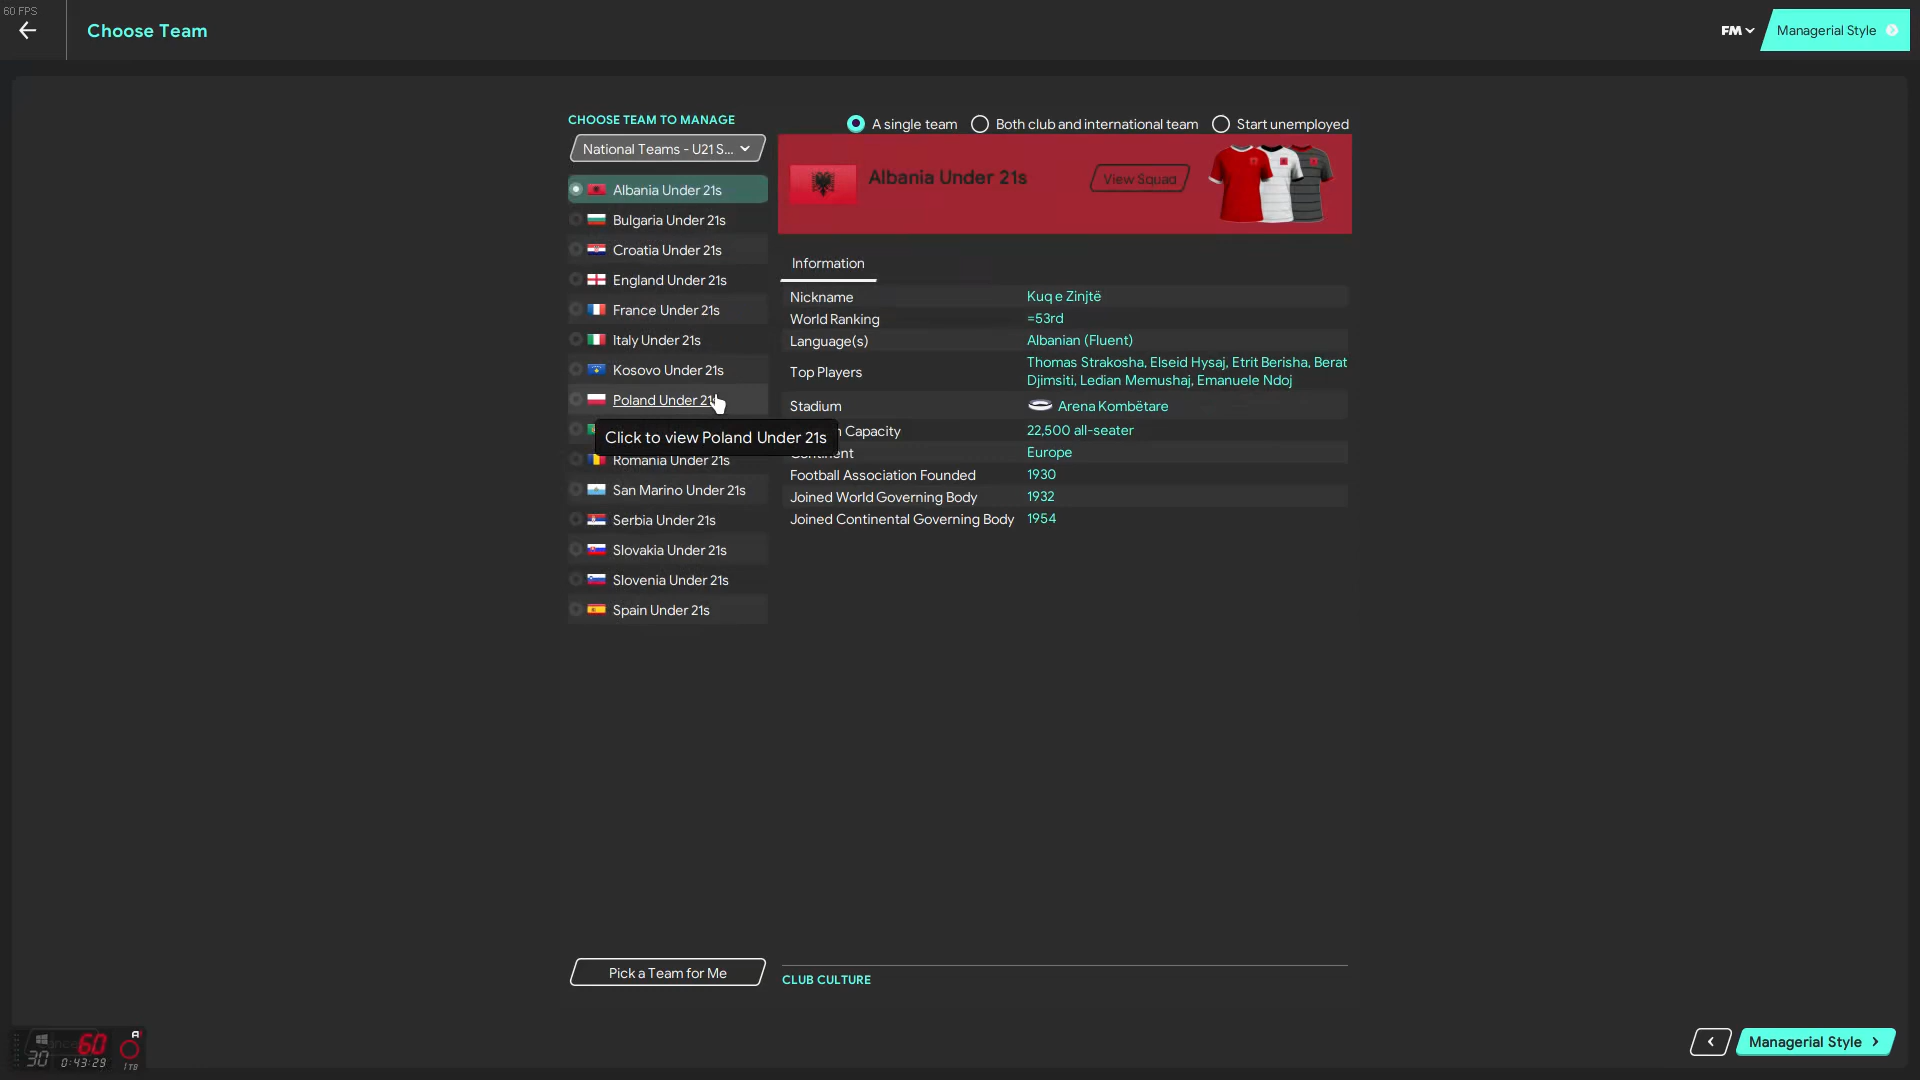 60 FPS
Choose Team
FM
Managerial Style
CHOOSE TEAM TO MANAGE
A single team
Both club and international team
Start unemployed
National Teams - U21 S...
Albania Under 21s
Bulgaria Under 21s
Croatia Under 21s
England Under 21s
France Under 21s
Italy Under 21s
Kosovo Under 21s
Poland Under 21
Click to view Poland Under 21s
Romania Under 21s
San Marino Under 21s
Serbia Under 21s
Slovakia Under 21s
Slovenia Under 21s
Spain Under 21s
Albania Under 21s
View Squad
Information
Nickname Kuq e Zinjtë
World Ranking =53rd
Language(s) Albanian (Fluent)
Top Players Thomas Strakosha, Elseid Hysaj, Etrit Berisha, Berat
Djimsiti, Ledian Memushaj, Emanuele Ndoj
Stadium Arena Kombëtare
Capacity 22,500 all-seater
Continent Europe
Football Association Founded 1930
Joined World Governing Body 1932
Joined Continental Governing Body 1954
Pick a Team for Me
CLUB CULTURE
60
30 0:43:29
1TB
Managerial Style